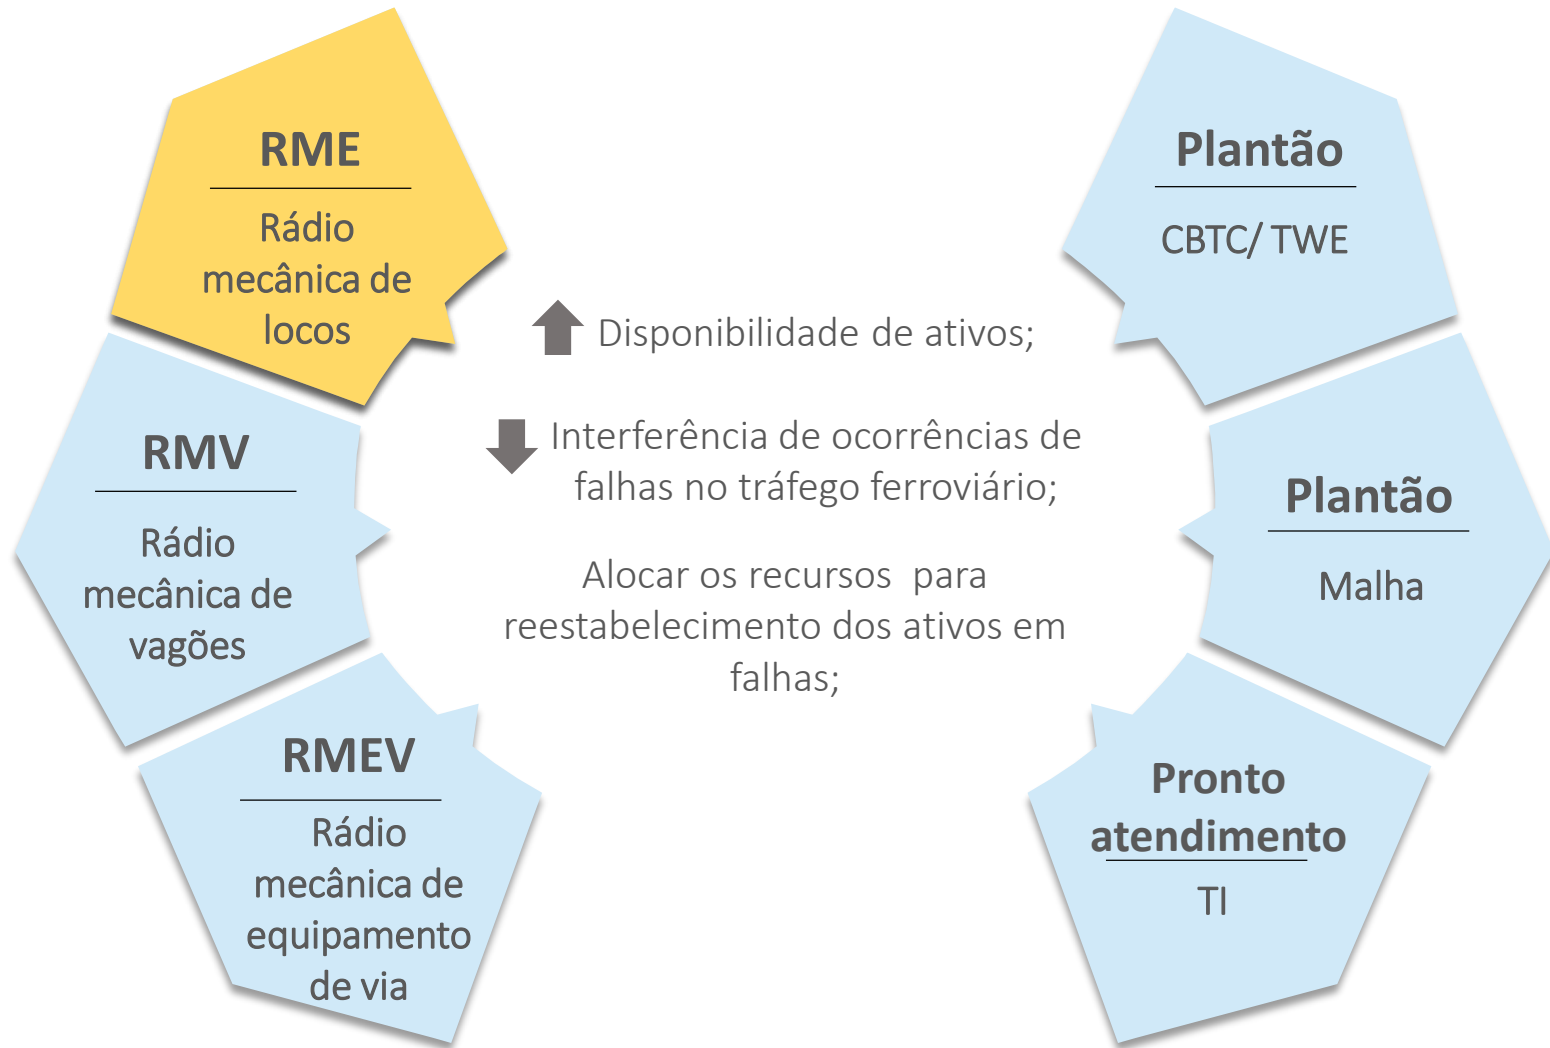 RME
Rádio
mecânica de
locos
RMV
Rádio
mecânica de
vagões
RMEV
Rádio
mecânica de
equipamento
de via
Disponibilidade de ativos;
Interferência de ocorrências de
falhas no tráfego ferroviário;
Alocar os recursos para
reestabelecimento dos ativos em
falhas;
Plantão
CBTC/ TWE
Plantão
Malha
Pronto
atendimento
TI